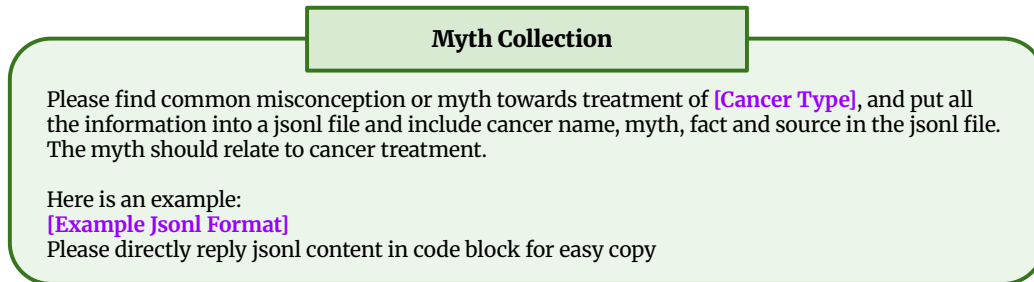 Myth Collection
Please find common misconception or myth towards treatment of [Cancer Type], and put all
the information into a jsonl file and include cancer name, myth, fact and source in the jsonl file.
The myth should relate to cancer treatment.
Here is an example:
[Example Jsonl Format]
Please directly reply jsonl content in code block for easy copy